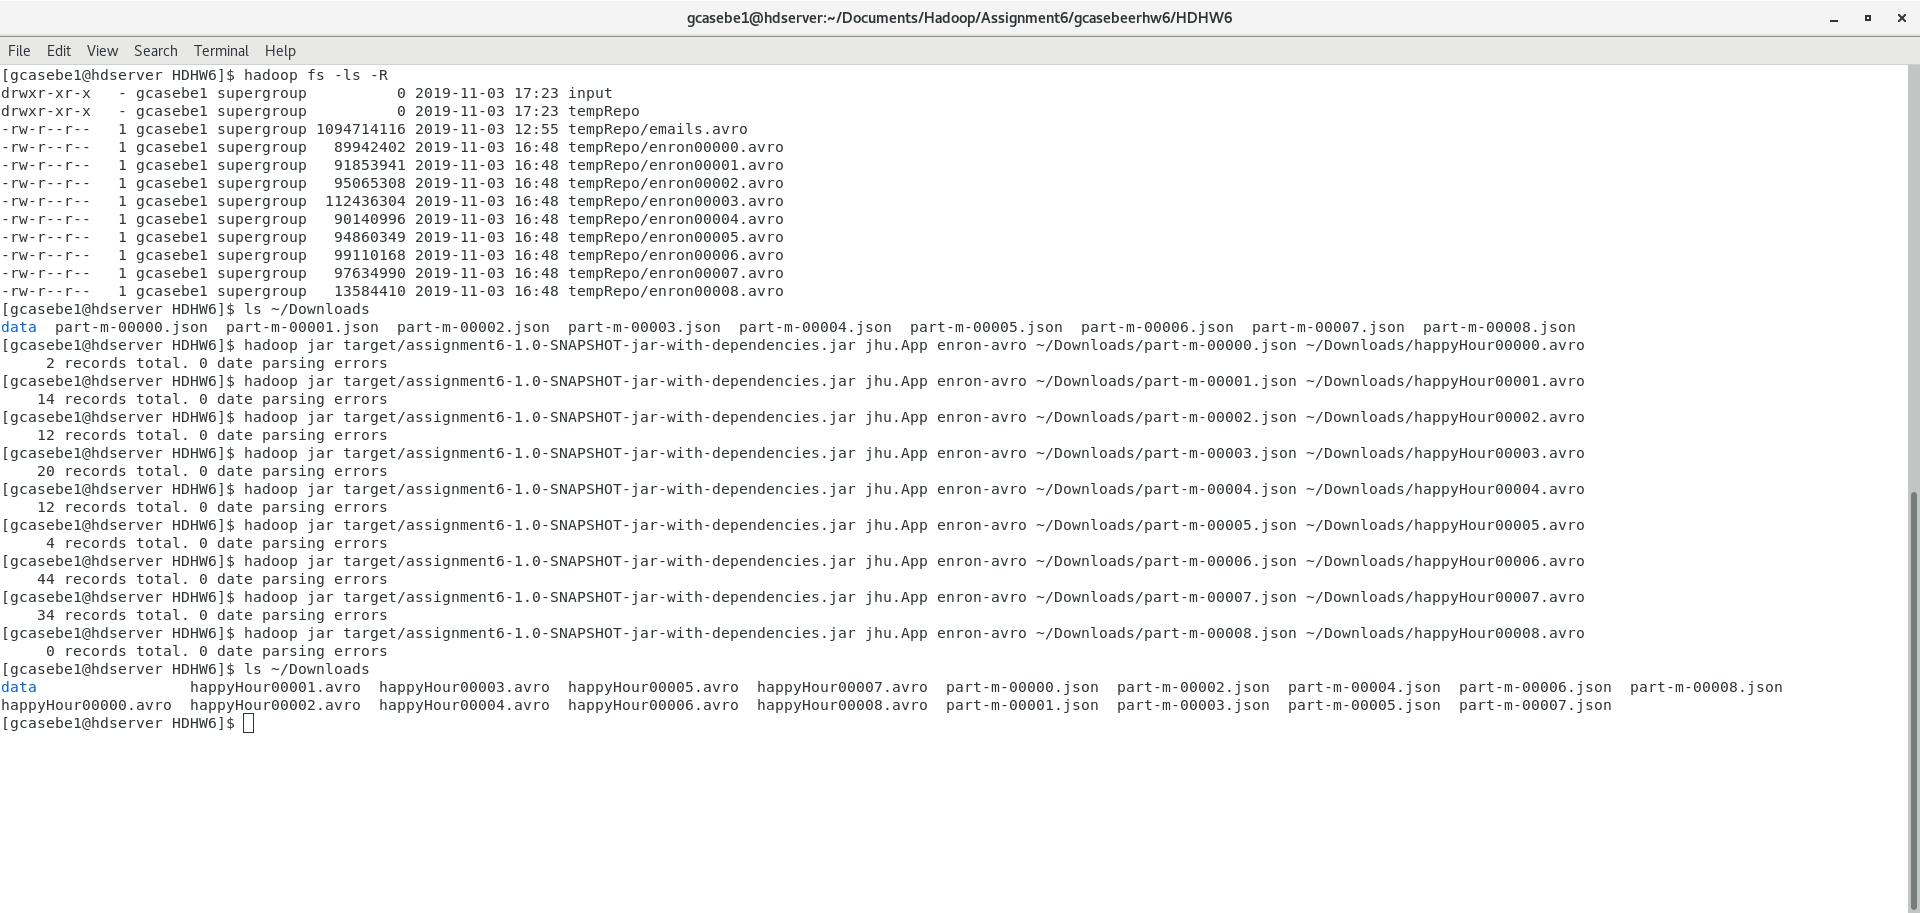 gcasebe1@hdserver:~/Documents/Hadoop/Assignment6/gcasebeerhw6/HDHW6
File Edit View Search Terminal Help
[gcasebe1@hdserver HDHW6]$ hadoop fs -ls -R
drwxr-xr-x   - gcasebe1 supergroup          0 2019-11-03 17:23 input
drwxr-xr-x   - gcasebe1 supergroup          0 2019-11-03 17:23 tempRepo
-rw-r--r--   1 gcasebe1 supergroup 1094714116 2019-11-03 12:55 tempRepo/emails.avro
-rw-r--r--   1 gcasebe1 supergroup   89942402 2019-11-03 16:48 tempRepo/enron00000.avro
-rw-r--r--   1 gcasebe1 supergroup   91853941 2019-11-03 16:48 tempRepo/enron00001.avro
-rw-r--r--   1 gcasebe1 supergroup   95065308 2019-11-03 16:48 tempRepo/enron00002.avro
-rw-r--r--   1 gcasebe1 supergroup  112436304 2019-11-03 16:48 tempRepo/enron00003.avro
-rw-r--r--   1 gcasebe1 supergroup   90140996 2019-11-03 16:48 tempRepo/enron00004.avro
-rw-r--r--   1 gcasebe1 supergroup   94860349 2019-11-03 16:48 tempRepo/enron00005.avro
-rw-r--r--   1 gcasebe1 supergroup   99110168 2019-11-03 16:48 tempRepo/enron00006.avro
-rw-r--r--   1 gcasebe1 supergroup   97634990 2019-11-03 16:48 tempRepo/enron00007.avro
-rw-r--r--   1 gcasebe1 supergroup   13584410 2019-11-03 16:48 tempRepo/enron00008.avro
[gcasebe1@hdserver HDHW6]$ ls ~/Downloads
data  part-m-00000.json  part-m-00001.json  part-m-00002.json  part-m-00003.json  part-m-00004.json  part-m-00005.json  part-m-00006.json  part-m-00007.json  part-m-00008.json
[gcasebe1@hdserver HDHW6]$ hadoop jar target/assignment6-1.0-SNAPSHOT-jar-with-dependencies.jar jhu.App enron-avro ~/Downloads/part-m-00000.json ~/Downloads/happyHour00000.avro
     2 records total. 0 date parsing errors
[gcasebe1@hdserver HDHW6]$ hadoop jar target/assignment6-1.0-SNAPSHOT-jar-with-dependencies.jar jhu.App enron-avro ~/Downloads/part-m-00001.json ~/Downloads/happyHour00001.avro
    14 records total. 0 date parsing errors
[gcasebe1@hdserver HDHW6]$ hadoop jar target/assignment6-1.0-SNAPSHOT-jar-with-dependencies.jar jhu.App enron-avro ~/Downloads/part-m-00002.json ~/Downloads/happyHour00002.avro
    12 records total. 0 date parsing errors
[gcasebe1@hdserver HDHW6]$ hadoop jar target/assignment6-1.0-SNAPSHOT-jar-with-dependencies.jar jhu.App enron-avro ~/Downloads/part-m-00003.json ~/Downloads/happyHour00003.avro
    20 records total. 0 date parsing errors
[gcasebe1@hdserver HDHW6]$ hadoop jar target/assignment6-1.0-SNAPSHOT-jar-with-dependencies.jar jhu.App enron-avro ~/Downloads/part-m-00004.json ~/Downloads/happyHour00004.avro
    12 records total. 0 date parsing errors
[gcasebe1@hdserver HDHW6]$ hadoop jar target/assignment6-1.0-SNAPSHOT-jar-with-dependencies.jar jhu.App enron-avro ~/Downloads/part-m-00005.json ~/Downloads/happyHour00005.avro
     4 records total. 0 date parsing errors
[gcasebe1@hdserver HDHW6]$ hadoop jar target/assignment6-1.0-SNAPSHOT-jar-with-dependencies.jar jhu.App enron-avro ~/Downloads/part-m-00006.json ~/Downloads/happyHour00006.avro
    44 records total. 0 date parsing errors
[gcasebe1@hdserver HDHW6]$ hadoop jar target/assignment6-1.0-SNAPSHOT-jar-with-dependencies.jar jhu.App enron-avro ~/Downloads/part-m-00007.json ~/Downloads/happyHour00007.avro
    34 records total. 0 date parsing errors
[gcasebe1@hdserver HDHW6]$ hadoop jar target/assignment6-1.0-SNAPSHOT-jar-with-dependencies.jar jhu.App enron-avro ~/Downloads/part-m-00008.json ~/Downloads/happyHour00008.avro
     0 records total. 0 date parsing errors
[gcasebe1@hdserver HDHW6]$ ls ~/Downloads
data                 happyHour00001.avro  happyHour00003.avro  happyHour00005.avro  happyHour00007.avro  part-m-00000.json  part-m-00002.json  part-m-00004.json  part-m-00006.json  part-m-00008.json
happyHour00000.avro  happyHour00002.avro  happyHour00004.avro  happyHour00006.avro  happyHour00008.avro  part-m-00001.json  part-m-00003.json  part-m-00005.json  part-m-00007.json
[gcasebe1@hdserver HDHW6]$